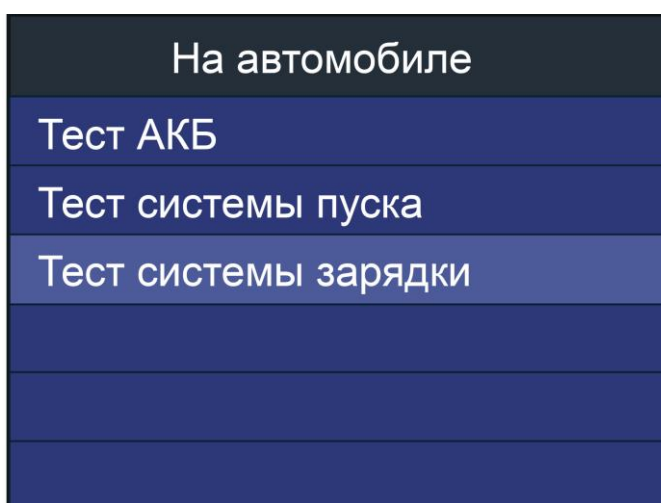 На автомобиле
Тест АКБ
Тест системы пуска
Тест системы зарядки